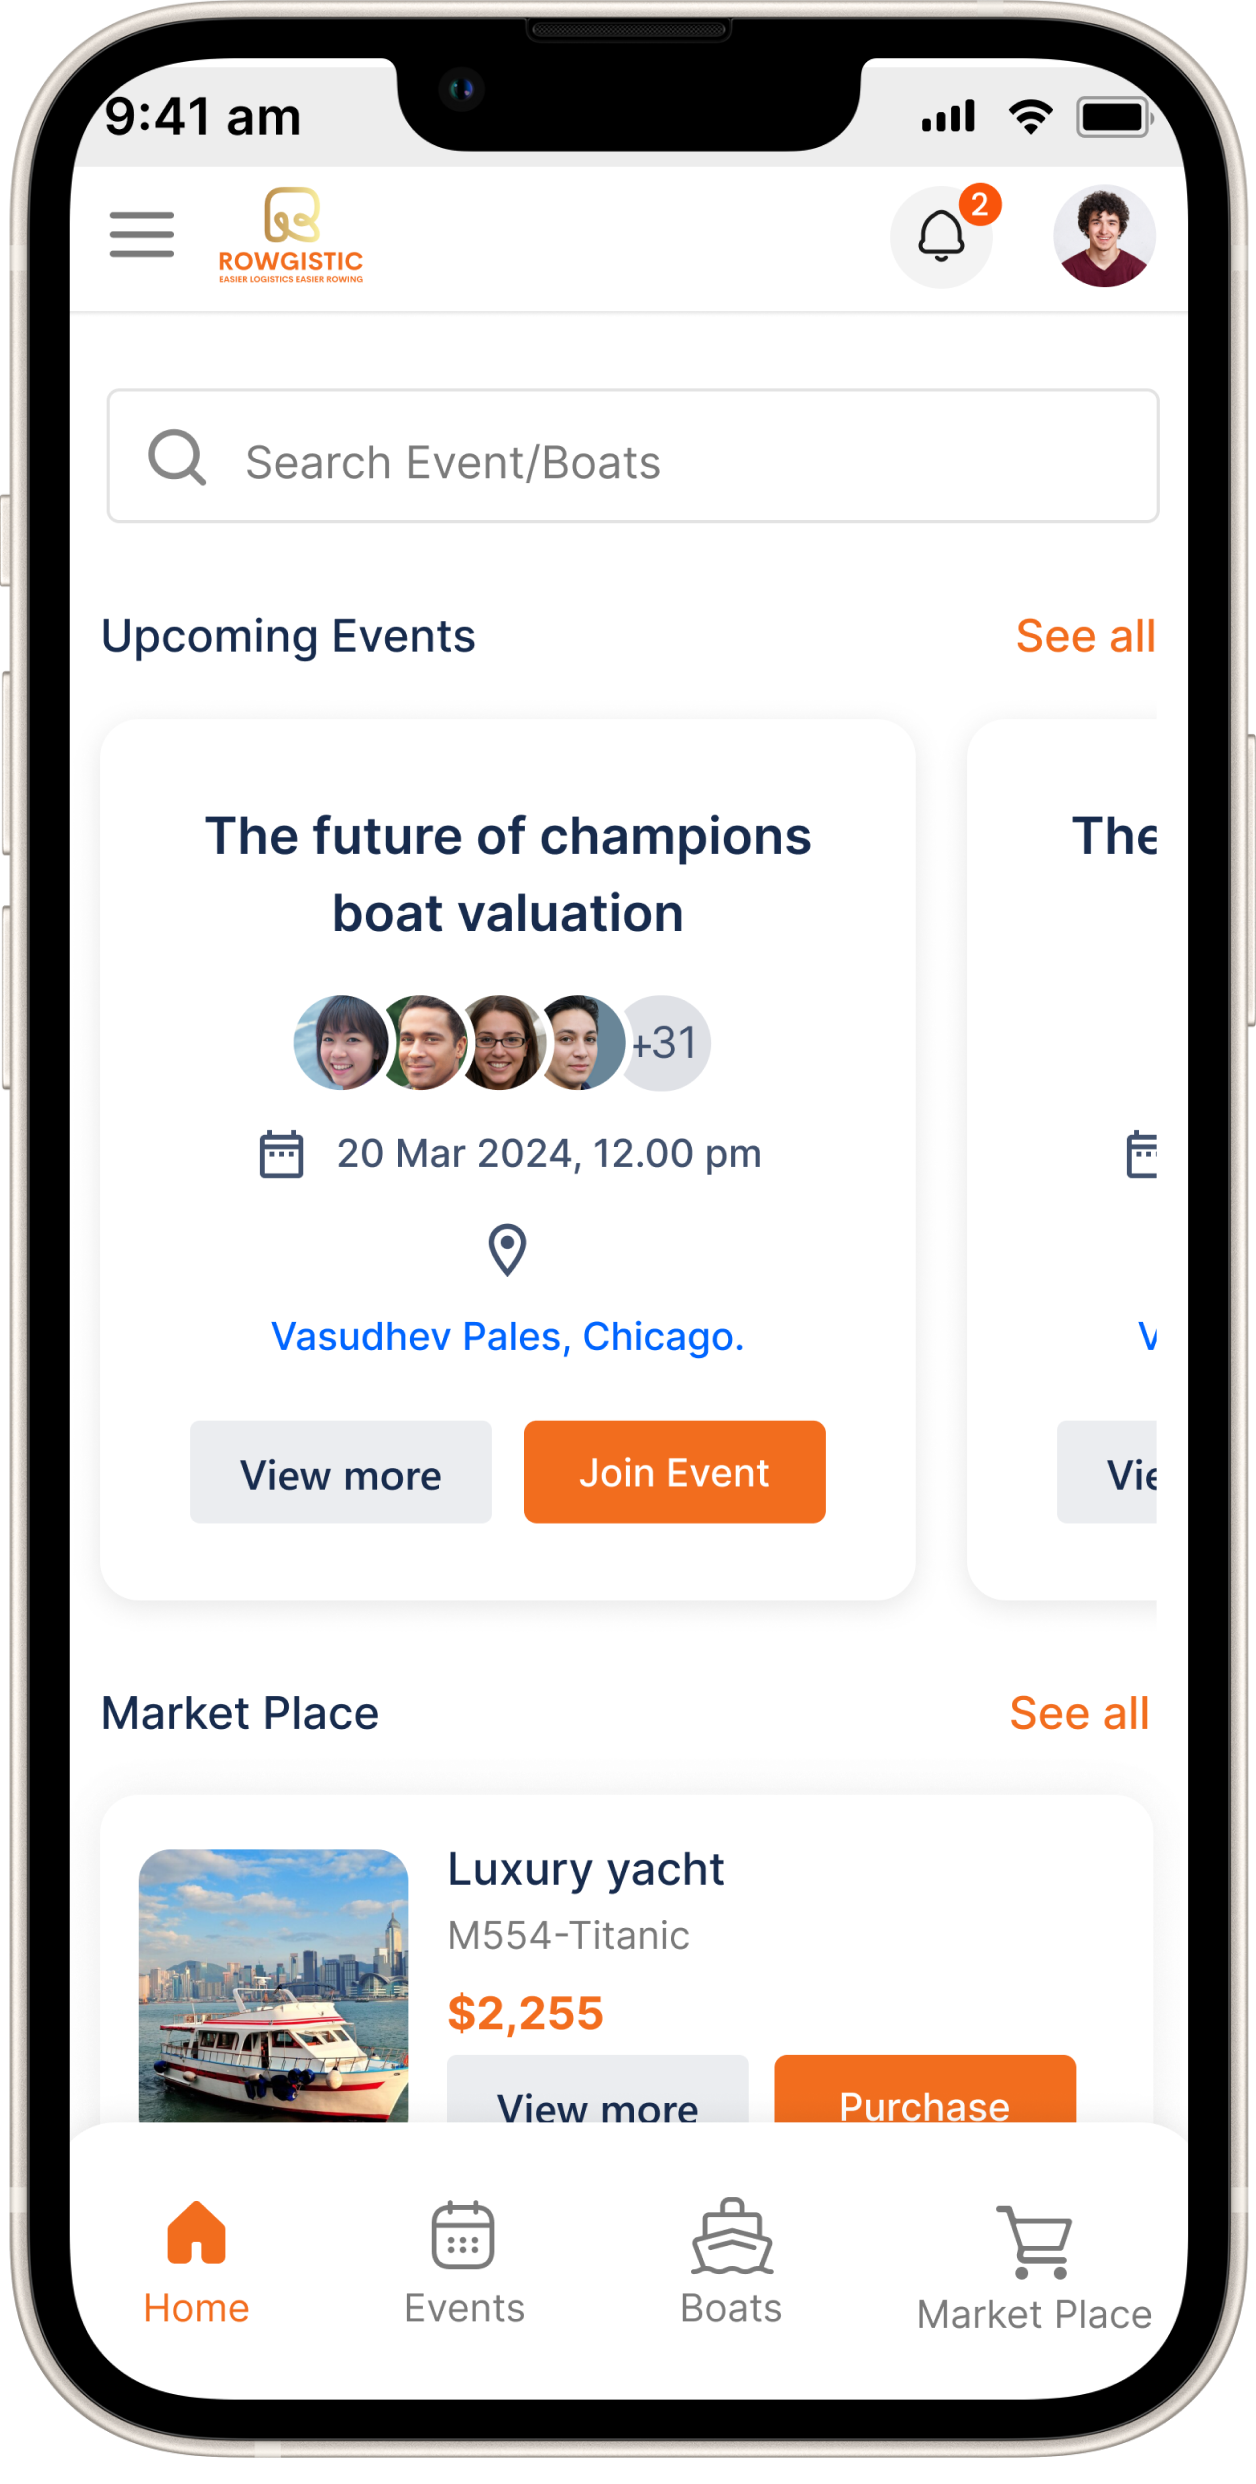 9:41 am
2
ROWGISTIC
EASIER LOGISTICS EASIER ROWING
Search Event/Boats
Upcoming Events
See all
The future of champions
boat valuation
The
+31
20 Mar 2024, 12.00 pm
Vasudhev Pales, Chicago.
V
View more
Join Event
Vie
Market Place
See all
Luxury yacht
M554-Titanic
$2,255
View more
Purchase
Home
Events
Boats
Market Place